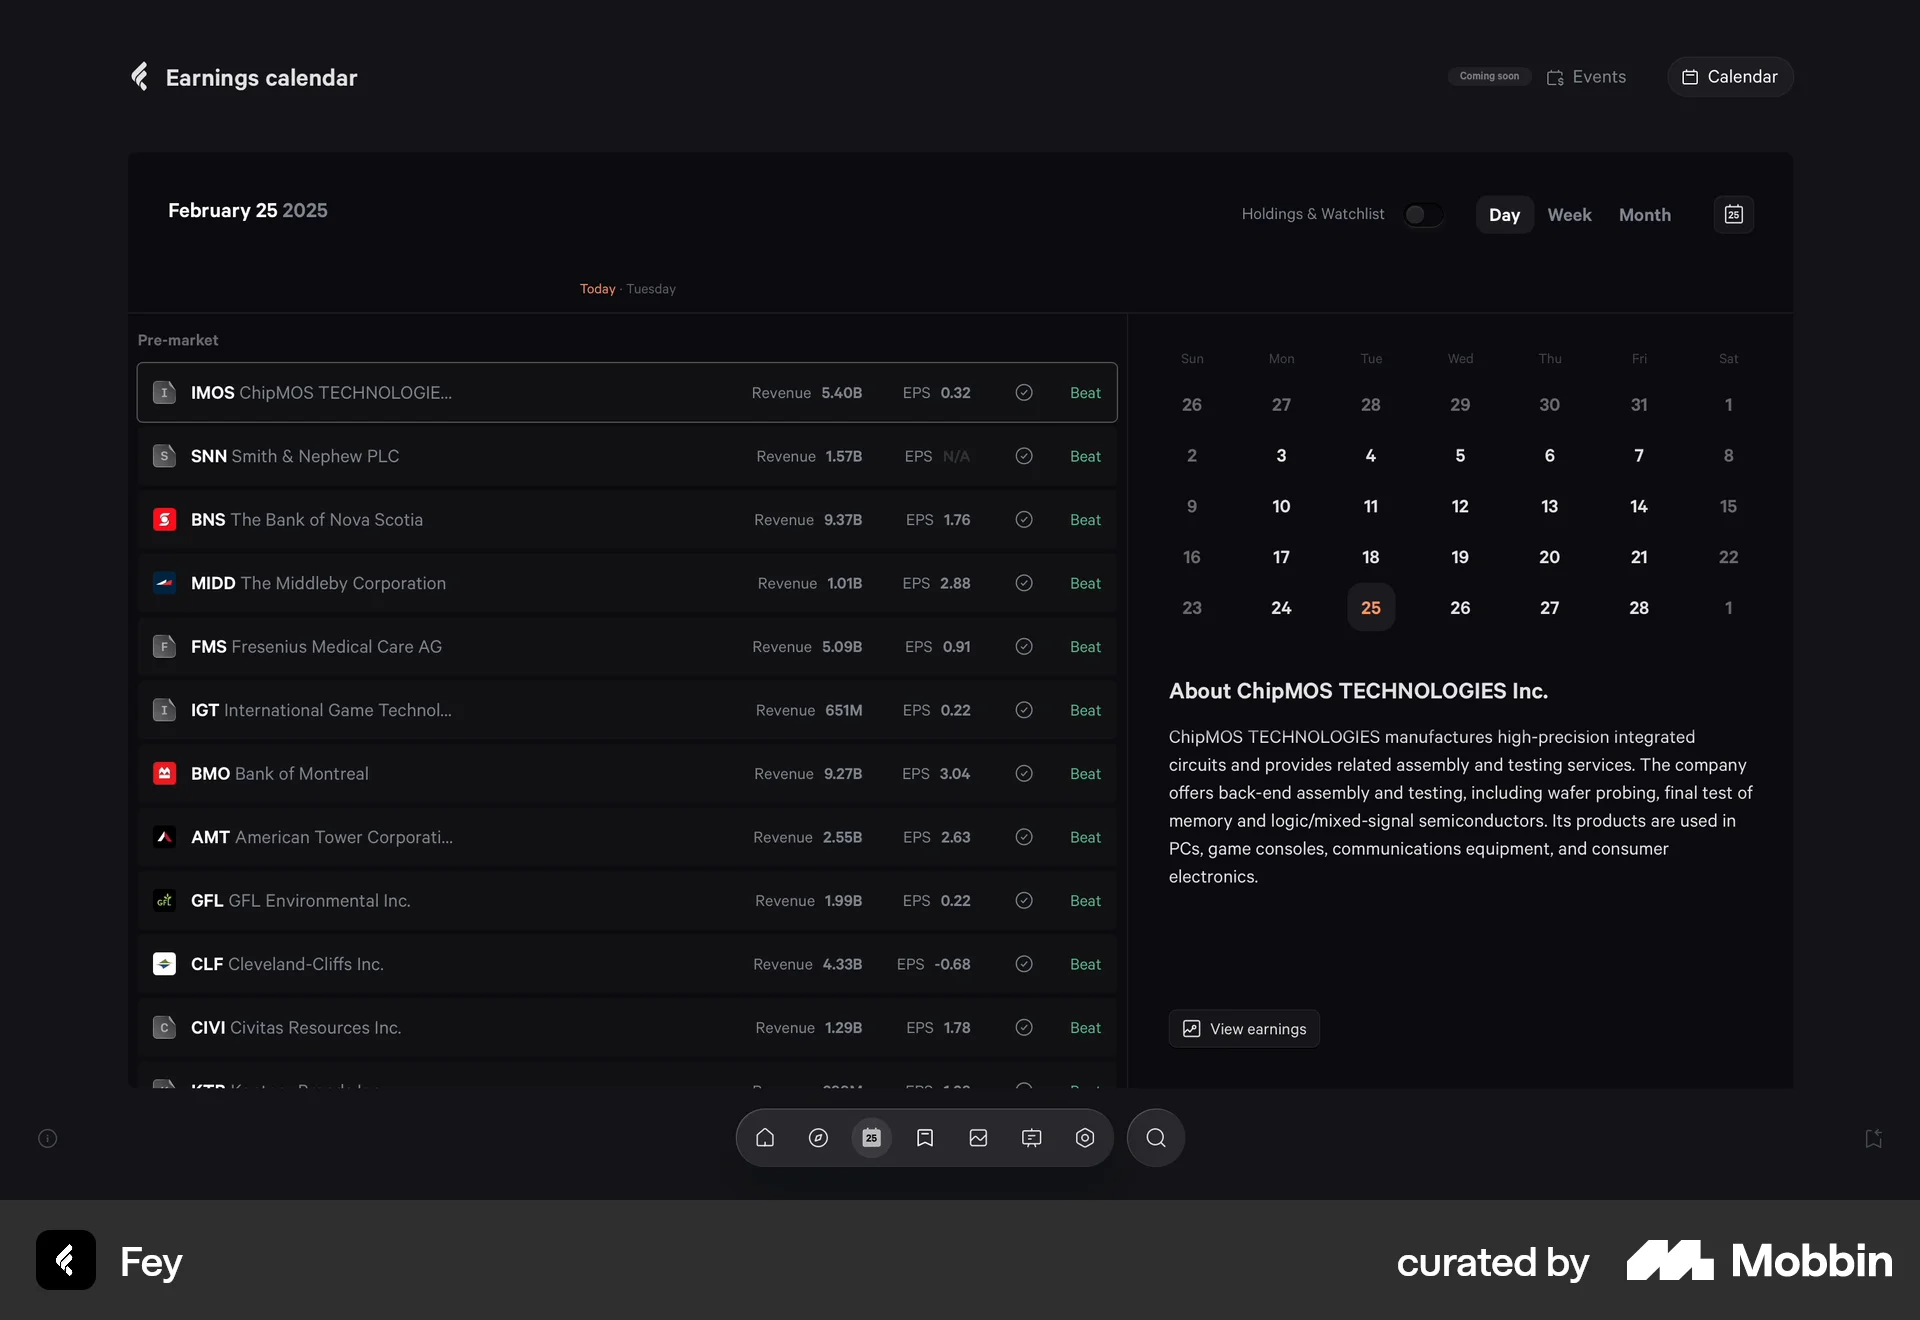 Earnings calendar
Coming soon
Events
Calendar
February 25 2025
Holdings & Watchlist
Day
Week
Month
25
Today · Tuesday
Pre-market
I IMOS ChipMOS TECHNOLOGIE... Revenue 5.40B EPS 0.32 Beat
S SNN Smith & Nephew PLC Revenue 1.57B EPS N/A Beat
BNS The Bank of Nova Scotia Revenue 9.37B EPS 1.76 Beat
MIDD The Middleby Corporation Revenue 1.01B EPS 2.88 Beat
F FMS Fresenius Medical Care AG Revenue 5.09B EPS 0.91 Beat
I IGT International Game Technol... Revenue 651M EPS 0.22 Beat
BMO Bank of Montreal Revenue 9.27B EPS 3.04 Beat
AMT American Tower Corporati... Revenue 2.55B EPS 2.63 Beat
GFL GFL GFL Environmental Inc. Revenue 1.99B EPS 0.22 Beat
CLF Cleveland-Cliffs Inc. Revenue 4.33B EPS -0.68 Beat
C CIVI Civitas Resources Inc. Revenue 1.29B EPS 1.78 Beat
Sun Mon Tue Wed Thu Fri Sat
26 27 28 29 30 31 1
2 3 4 5 6 7 8
9 10 11 12 13 14 15
16 17 18 19 20 21 22
23 24 25 26 27 28 1
About ChipMOS TECHNOLOGIES Inc.
ChipMOS TECHNOLOGIES manufactures high-precision integrated
circuits and provides related assembly and testing services. The company
offers back-end assembly and testing, including wafer probing, final test of
memory and logic/mixed-signal semiconductors. Its products are used in
PCs, game consoles, communications equipment, and consumer
electronics.
View earnings
25
Fey
curated by
Mobbin